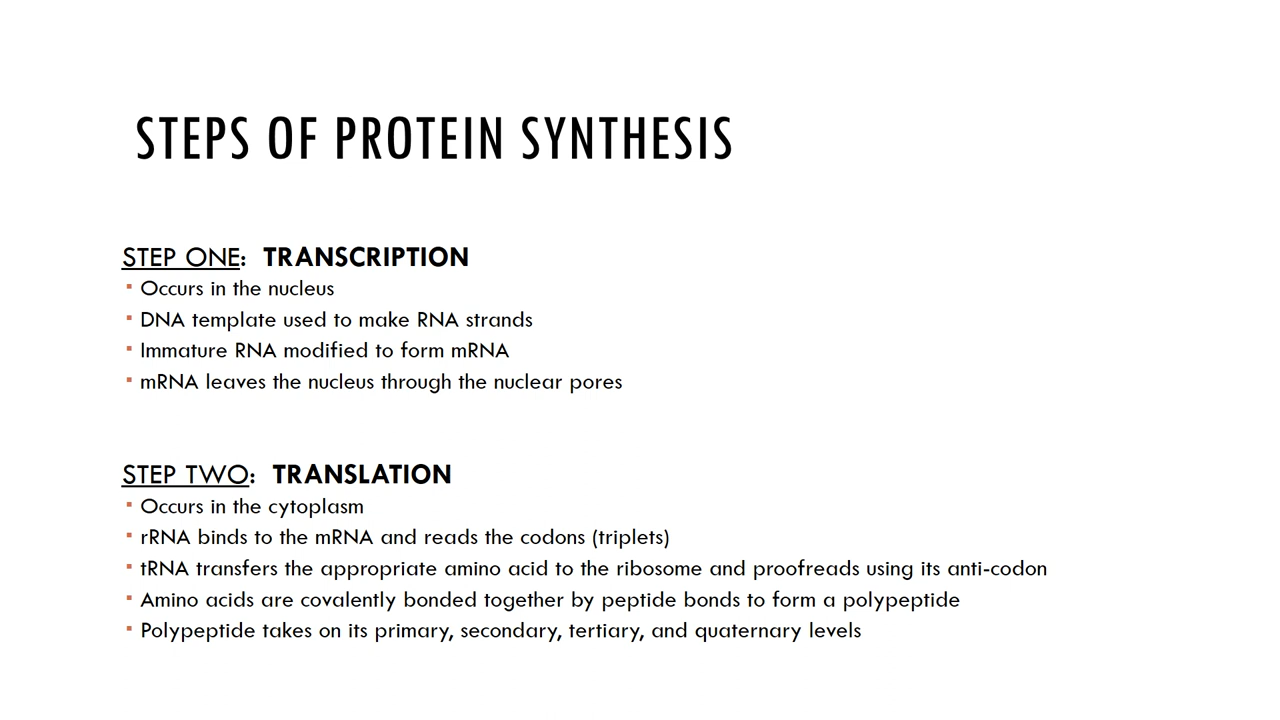 STEPS OF PROTEIN SYNTHESIS
STEP ONE: TRANSCRIPTION
▪ Occurs in the nucleus
▪ DNA template used to make RNA strands
▪ Immature RNA modified to form mRNA
▪ mRNA leaves the nucleus through the nuclear pores
STEP TWO: TRANSLATION
▪ Occurs in the cytoplasm
▪ rRNA binds to the mRNA and reads the codons (triplets)
▪ tRNA transfers the appropriate amino acid to the ribosome and proofreads using its anti-codon
▪ Amino acids are covalently bonded together by peptide bonds to form a polypeptide
▪ Polypeptide takes on its primary, secondary, tertiary, and quaternary levels